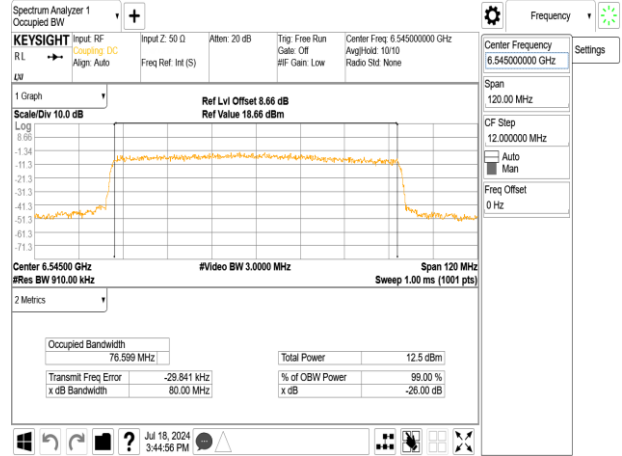 Spectrum Analyzer 1
Occupied BW
Frequency
KEYSIGHT
Input: RF
Coupling: DC
Align: Auto
Input Z: 50 Ω
Freq Ref: Int (S)
Atten: 20 dB
Trig: Free Run
Gate: Off
#IF Gain: Low
Center Freq: 6.545000000 GHz
Avg|Hold: 10/10
Radio Std: None
RL
LXI
Center Frequency
6.545000000 GHz
Settings
Span
120.00 MHz
CF Step
12.000000 MHz
Auto
Man
Freq Offset
0 Hz
1 Graph
Scale/Div 10.0 dB
Ref Lvl Offset 8.66 dB
Ref Value 18.66 dBm
Log
8.66
-1.34
-11.3
-21.3
-31.3
-41.3
-51.3
-61.3
-71.3
Center 6.54500 GHz
#Video BW 3.0000 MHz
Span 120 MHz
#Res BW 910.00 kHz
Sweep 1.00 ms (1001 pts)
2 Metrics
Occupied Bandwidth
76.599 MHz
Total Power 12.5 dBm
Transmit Freq Error -29.841 kHz
% of OBW Power 99.00 %
x dB Bandwidth 80.00 MHz
x dB -26.00 dB
Jul 18, 2024
3:44:56 PM